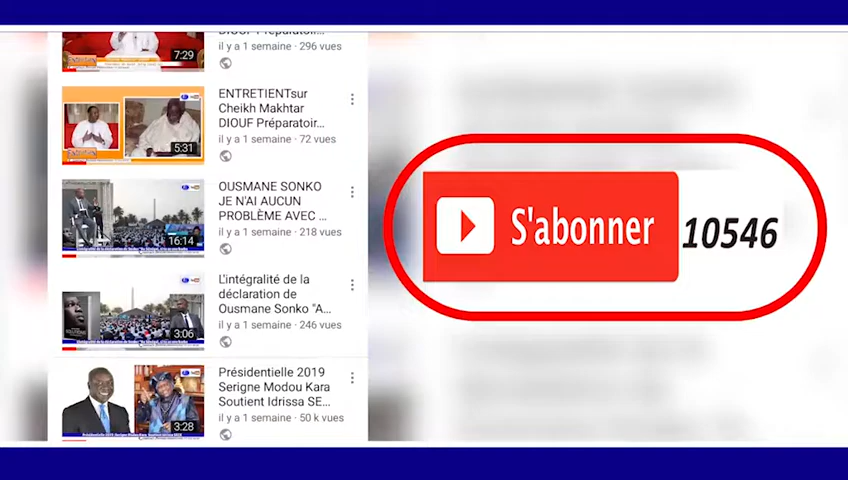 DIOUF Préparatoir...
il y a 1 semaine · 296 vues
7:29
ENTRETIENsur
Cheikh Makhtar
DIOUF Préparatoir...
il y a 1 semaine · 72 vues
5:31
OUSMANE SONKO
JE N'AI AUCUN
PROBLÈME AVEC ...
il y a 1 semaine · 218 vues
16:14
L'intégralité de la
déclaration de
Ousmane Sonko "A...
il y a 1 semaine · 246 vues
3:06
Présidentielle 2019
Serigne Modou Kara
Soutient Idrissa SE...
il y a 1 semaine · 50 k vues
3:28
S'abonner
10546